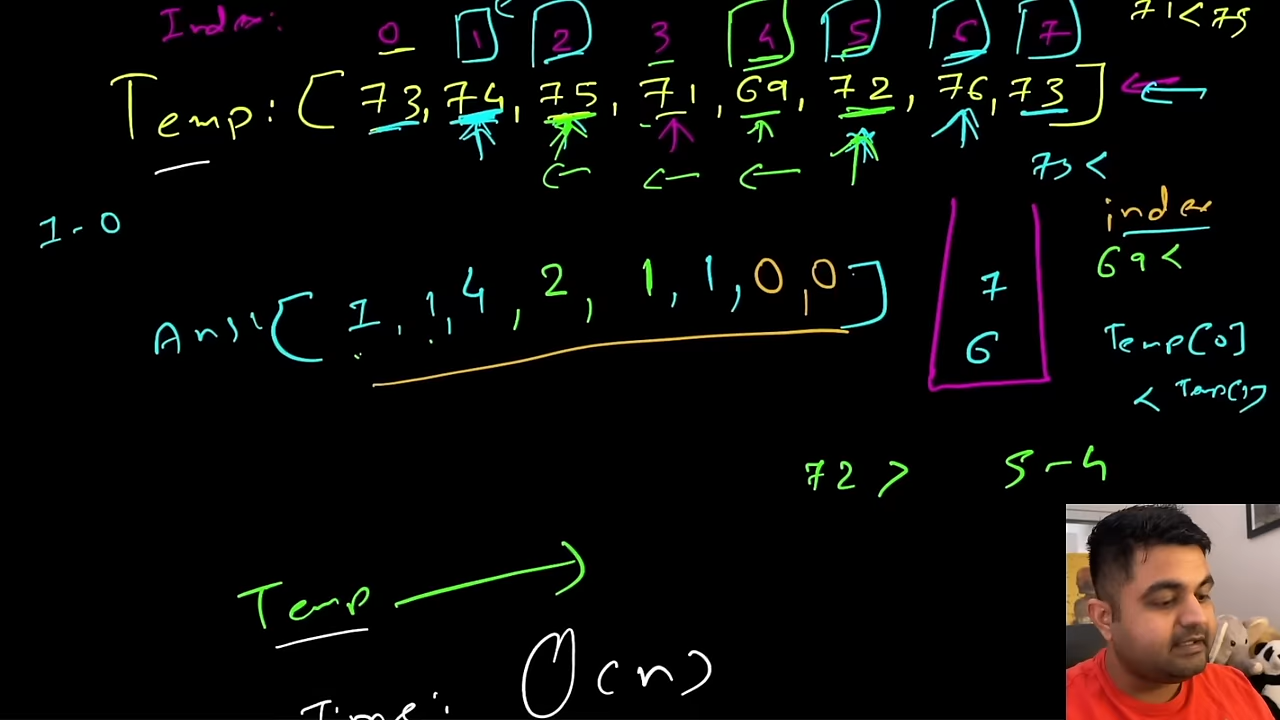 Index: 0 1 2 3 4 5 6 7
71 < 75
Temp: [73, 74, 75, 71, 69, 72, 76, 73]
73 <
1 - 0
index
69 <
Ans: [1, 1, 4, 2, 1, 1, 0, 0]
7
6
Temp[0]
< Temp[1]
72 >
5 - 4
Temp
Time: O(n)